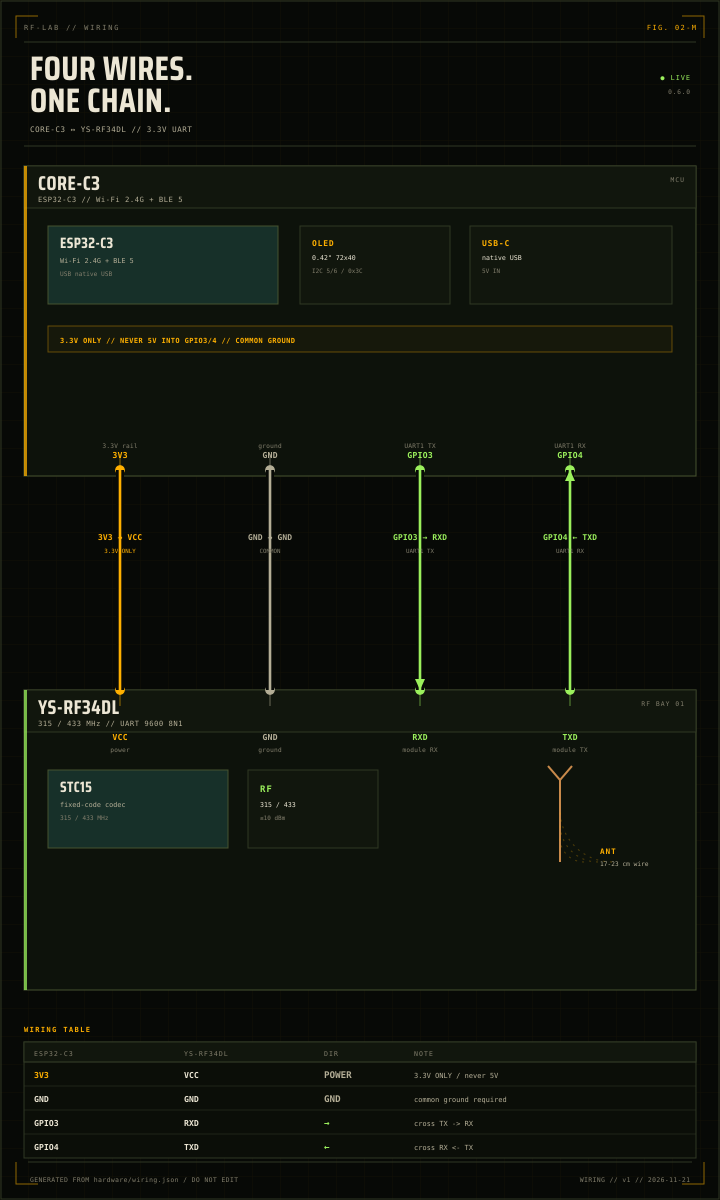 RF-LAB // WIRING
FIG. 02-M
FOUR WIRES.
ONE CHAIN.
● LIVE
0.6.0
CORE-C3 ↔ YS-RF34DL // 3.3V UART
CORE-C3
MCU
ESP32-C3 // Wi-Fi 2.4G + BLE 5
ESP32-C3
Wi-Fi 2.4G + BLE 5
USB native USB
OLED
0.42" 72x40
I2C 5/6 / 0x3C
USB-C
native USB
5V IN
3.3V ONLY // NEVER 5V INTO GPIO3/4 // COMMON GROUND
3.3V rail
3V3
ground
GND
UART1 TX
GPIO3
UART1 RX
GPIO4
3V3 → VCC
3.3V ONLY
GND → GND
COMMON
GPIO3 → RXD
UART1 TX
GPIO4 ← TXD
UART1 RX
YS-RF34DL
RF BAY 01
315 / 433 MHz // UART 9600 8N1
VCC
power
GND
ground
RXD
module RX
TXD
module TX
STC15
fixed-code codec
315 / 433 MHz
RF
315 / 433
≤10 dBm
ANT
17-23 cm wire
WIRING TABLE
ESP32-C3 YS-RF34DL DIR NOTE
3V3 VCC POWER 3.3V ONLY / never 5V
GND GND GND common ground required
GPIO3 RXD → cross TX -> RX
GPIO4 TXD ← cross RX <- TX
GENERATED FROM hardware/wiring.json / DO NOT EDIT
WIRING // v1 // 2026-11-21